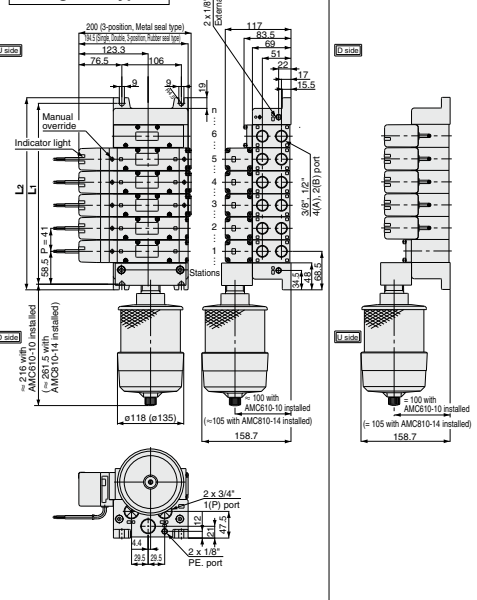 200 (3-position, Metal seal type)
194.5 (Single, Double, 3-position, Rubber seal type)
123.3
76.5
106
9
9
19
2 x 1/8"
117
83.5
69
51
22
17
15.5
D side
Manual
override
Indicator light
L2
L1
P = 41
58.5
n
6
5
4
3
2
1
Stations
3/8", 1/2"
4(A), 2(B) port
34.5
4.8
68.5
≈ 216 with
AMC610-10 installed
(≈ 261.5 with
AMC810-14 installed)
U side
ø118 (ø135)
≈ 100 with
AMC610-10 installed
(≈105 with AMC810-14 installed)
158.7
= 100 with
AMC610-10 installed
(= 105 with AMC810-14 installed)
158.7
2 x 3/4"
1(P) port
12
21
47.5
4.4
29.5
29.5
2 x 1/8"
PE. port